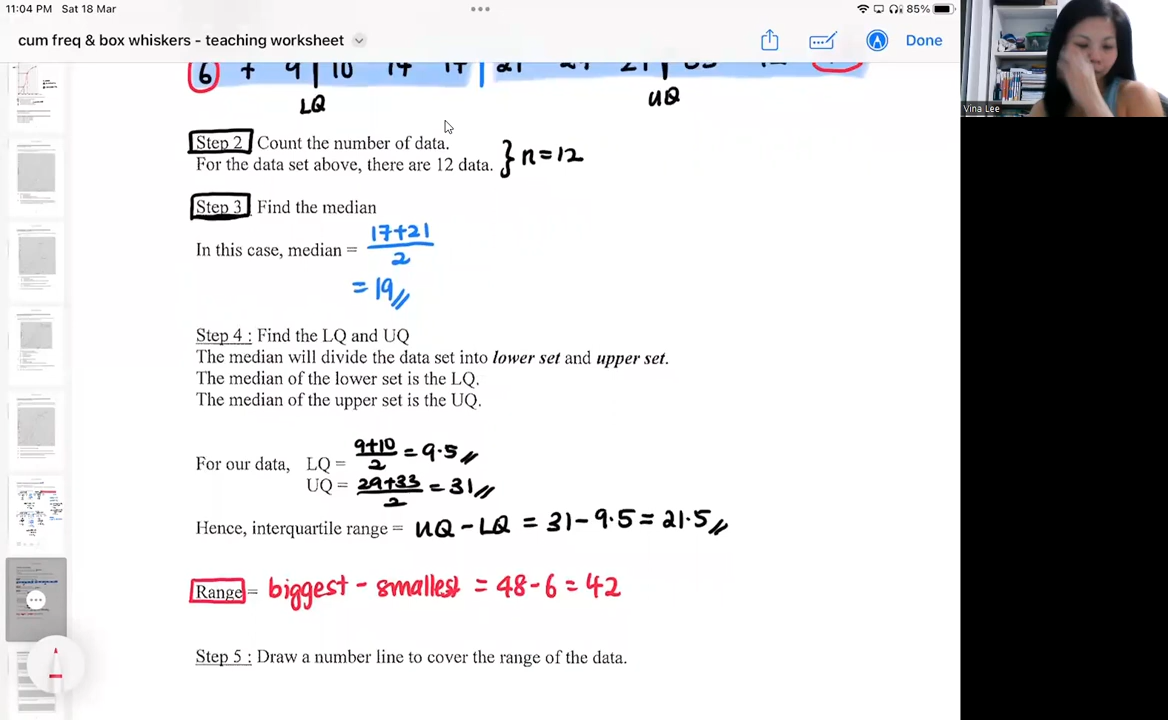 11:04 PM Sat 18 Mar
85%
cum freq & box whiskers - teaching worksheet
Done
Vina Lee
6 7 9 10 14 17
LQ
UQ
Step 2 Count the number of data.
For the data set above, there are 12 data. } n=12
Step 3 Find the median
In this case, median = 17+21
2
= 19
Step 4 : Find the LQ and UQ
The median will divide the data set into lower set and upper set.
The median of the lower set is the LQ.
The median of the upper set is the UQ.
For our data, LQ = 9+10 / 2 = 9.5
UQ = 29+33 / 2 = 31
Hence, interquartile range = UQ - LQ = 31 - 9.5 = 21.5
Range = biggest - smallest = 48 - 6 = 42
Step 5 : Draw a number line to cover the range of the data.